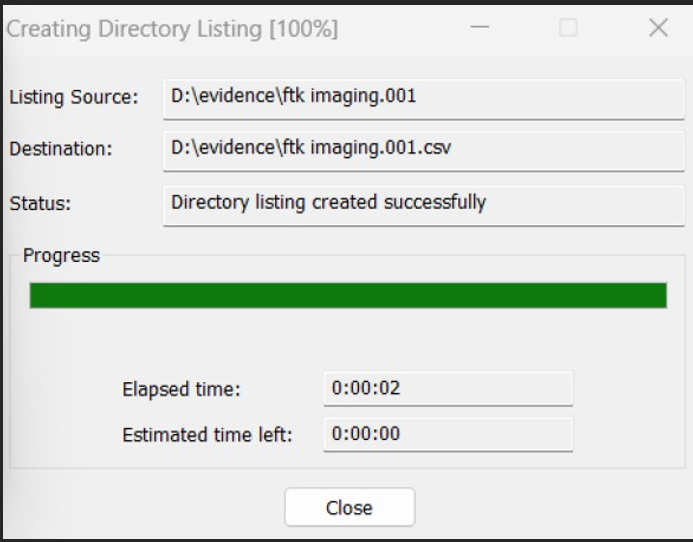 Creating Directory Listing [100%]
Listing Source: D:\evidence\ftk imaging.001
Destination: D:\evidence\ftk imaging.001.csv
Status: Directory listing created successfully
Progress
Elapsed time: 0:00:02
Estimated time left: 0:00:00
Close